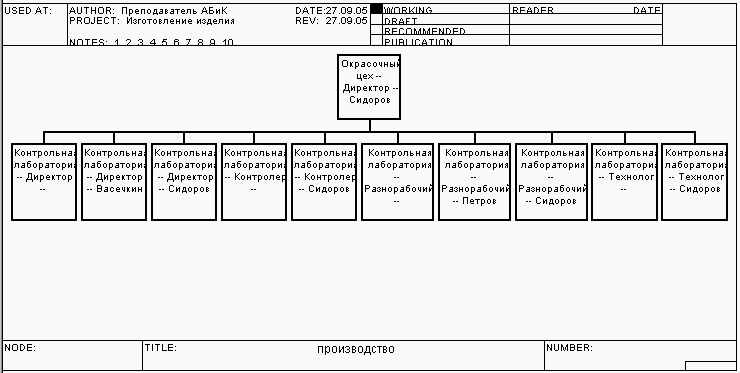 USED AT:
AUTHOR: Преподаватель АБиК
DATE:27.09.05
WORKING
READER
DATE
PROJECT: Изготовление изделия
REV: 27.09.05
DRAFT
RECOMMENDED
NOTES: 1 2 3 4 5 6 7 8 9 10
PUBLICATION
Окрасочный
цех --
Директор --
Сидоров
Контрольная
лаборатория
-- Директор
--
Контрольная
лаборатория
-- Директор
-- Васечкин
Контрольная
лаборатория
-- Директор
-- Сидоров
Контрольная
лаборатория
-- Контролер
--
Контрольная
лаборатория
-- Контролер
-- Сидоров
Контрольная
лаборатория
--
Разнорабочий
--
Контрольная
лаборатория
--
Разнорабочий
-- Петров
Контрольная
лаборатория
--
Разнорабочий
-- Сидоров
Контрольная
лаборатория
-- Технолог
--
Контрольная
лаборатория
-- Технолог
-- Сидоров
NODE:
TITLE:
производство
NUMBER: